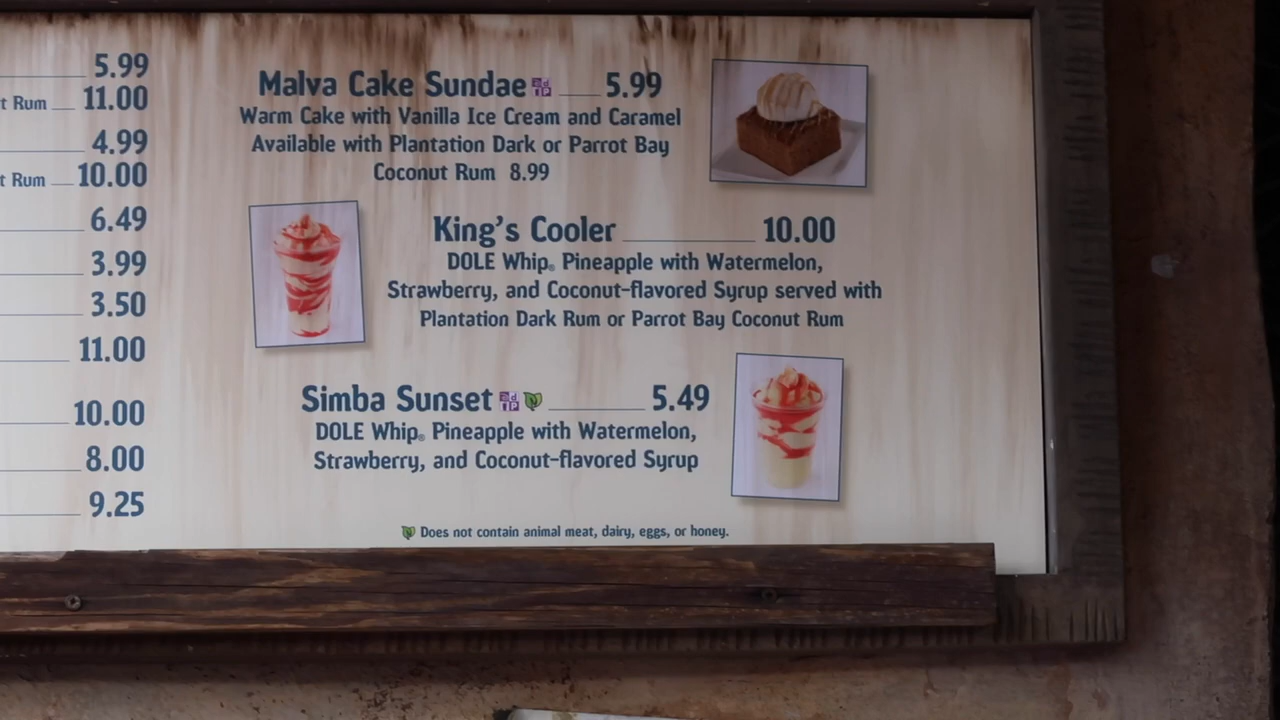 5.99
t Rum 11.00
4.99
t Rum 10.00
6.49
3.99
3.50
11.00
10.00
8.00
9.25
Malva Cake Sundae 5.99
Warm Cake with Vanilla Ice Cream and Caramel
Available with Plantation Dark or Parrot Bay
Coconut Rum 8.99
King's Cooler 10.00
DOLE Whip® Pineapple with Watermelon,
Strawberry, and Coconut-flavored Syrup served with
Plantation Dark Rum or Parrot Bay Coconut Rum
Simba Sunset 5.49
DOLE Whip® Pineapple with Watermelon,
Strawberry, and Coconut-flavored Syrup
Does not contain animal meat, dairy, eggs, or honey.